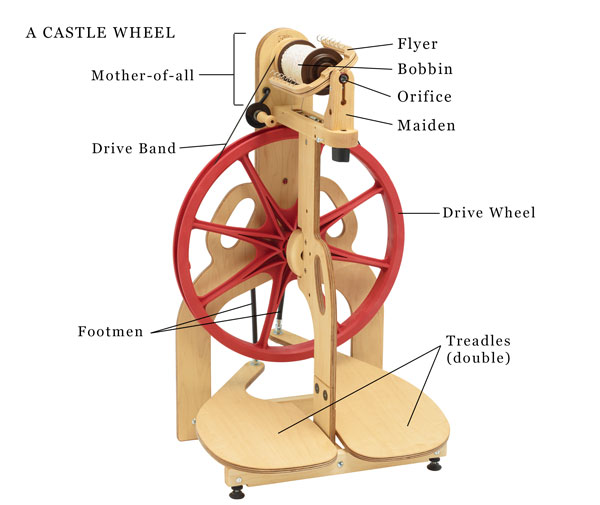 A CASTLE WHEEL
Flyer
Mother-of-all
Bobbin
Orifice
Maiden
Drive Band
Drive Wheel
Footmen
Treadles
(double)